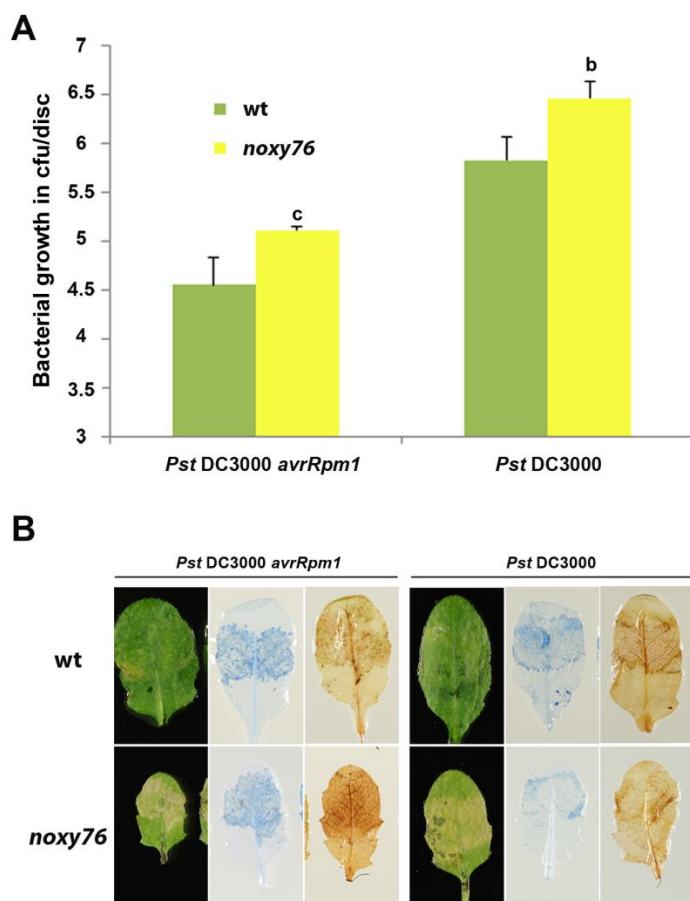 A
7
6.5
6
5.5
5
4.5
4
3.5
3
Bacterial growth in cfu/disc
wt
noxy76
c
b
Pst DC3000 avrRpm1
Pst DC3000
B
Pst DC3000 avrRpm1
Pst DC3000
wt
noxy76